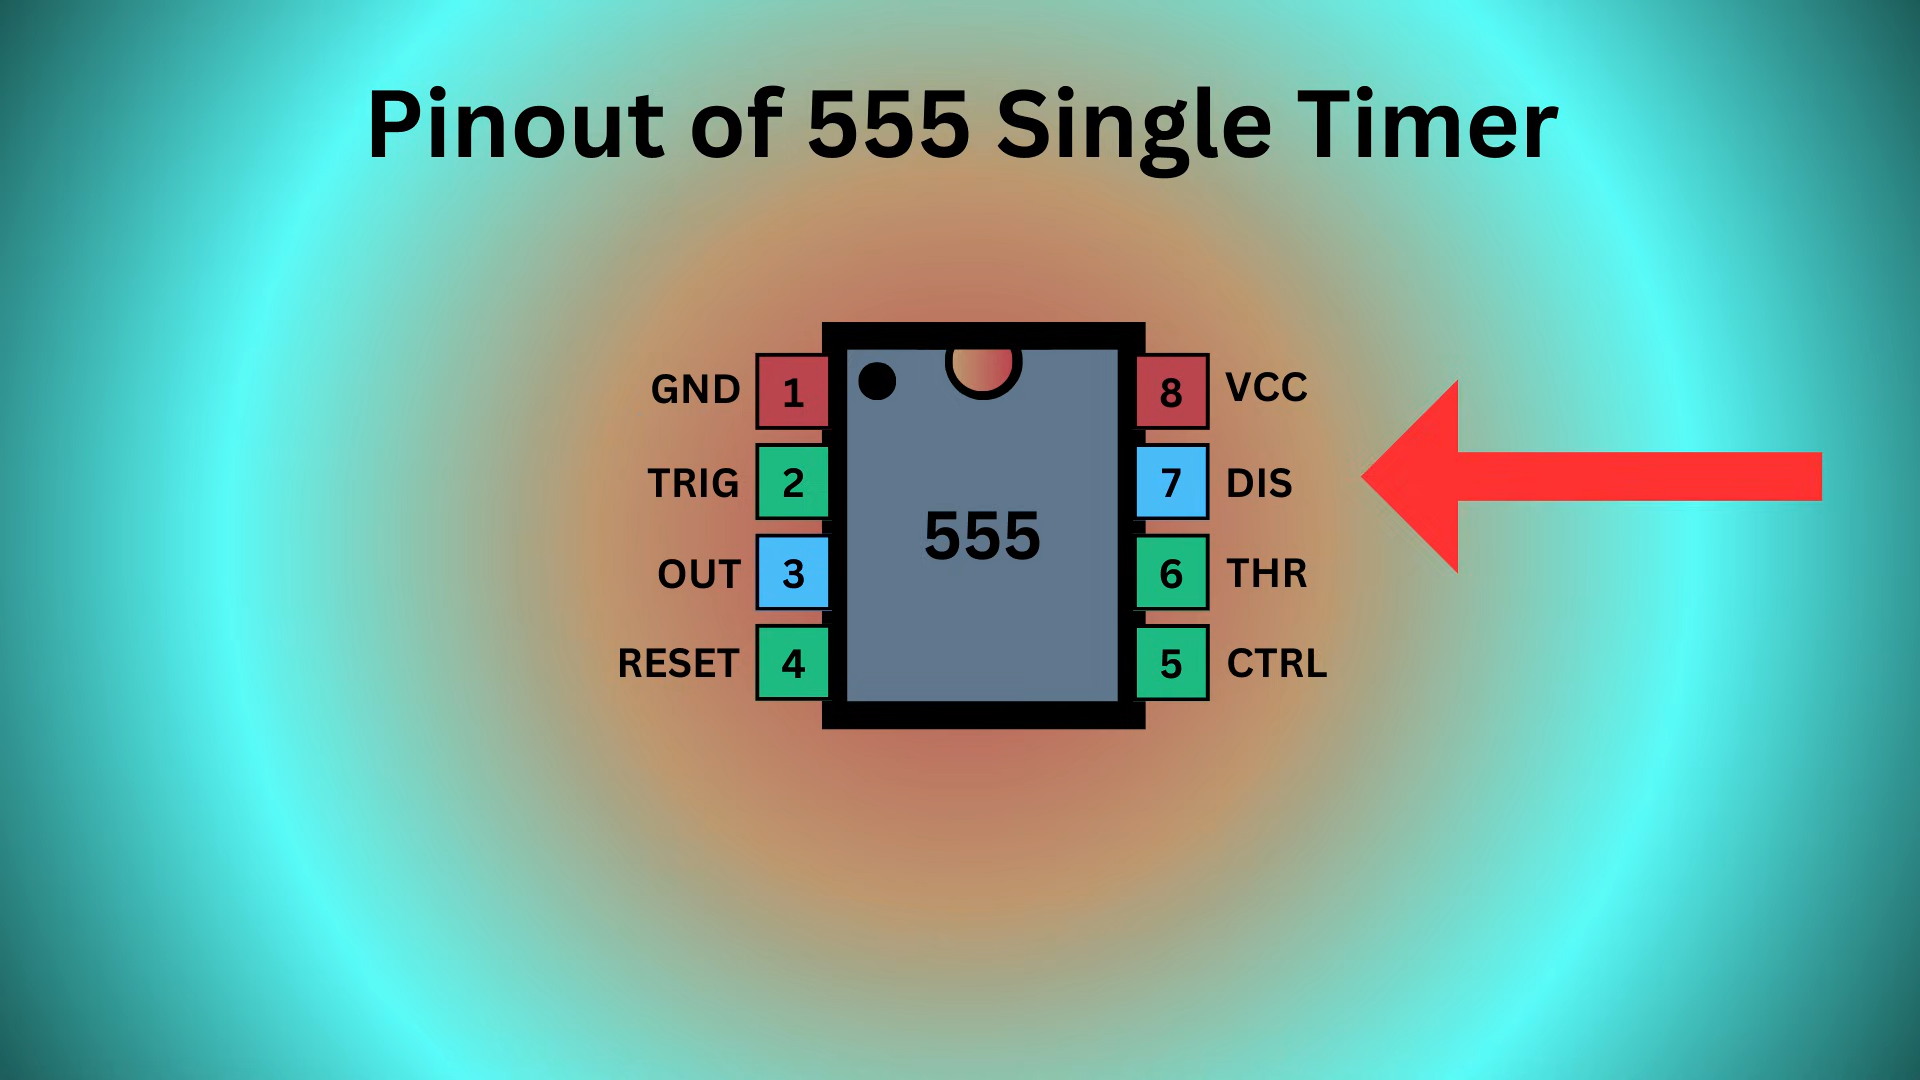 Pinout of 555 Single Timer
GND 1 8 VCC
TRIG 2 7 DIS
555
OUT 3 6 THR
RESET 4 5 CTRL